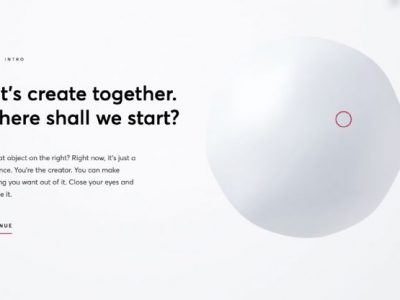 INTRO
t's create together.
here shall we start?
at object on the right? Right now, it's just a
nce. You're the creator. You can make
ng you want out of it. Close your eyes and
e it.
NUE